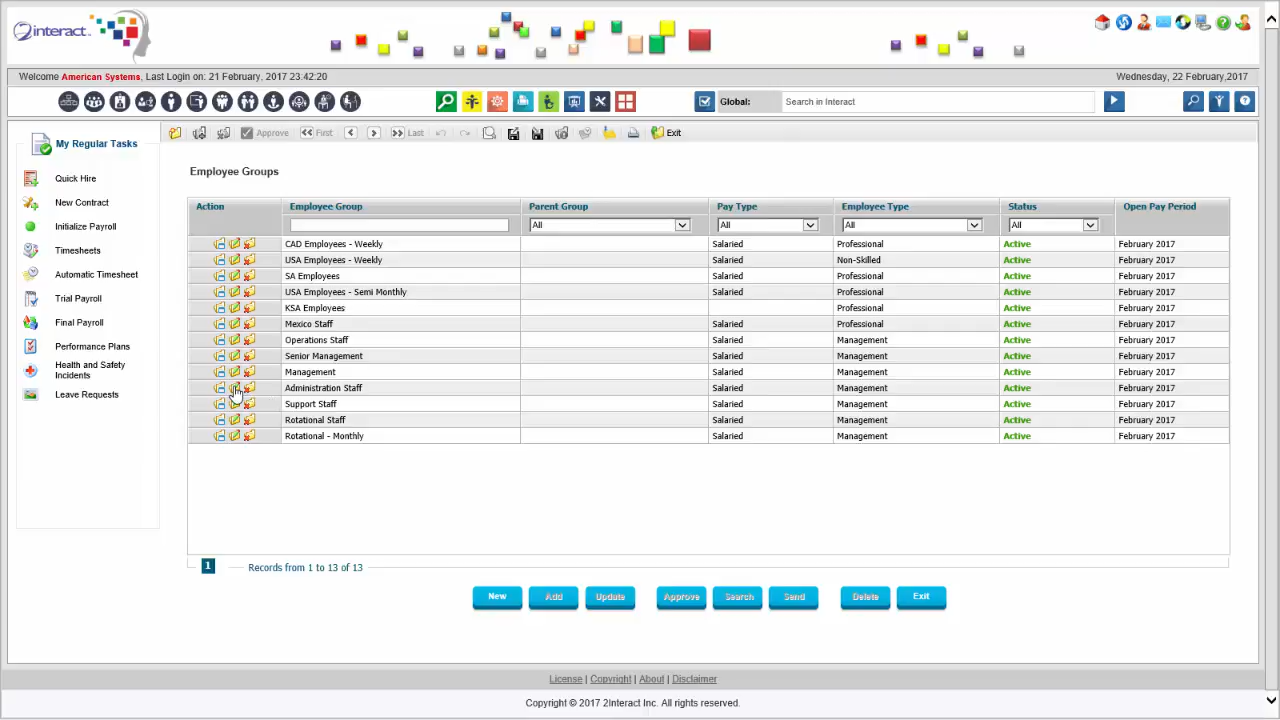 2interact
Welcome American Systems, Last Login on: 21 February, 2017 23:42:20
Wednesday, 22 February,2017
Global:
Search in Interact
My Regular Tasks
Quick Hire
New Contract
Initialize Payroll
Timesheets
Automatic Timesheet
Trial Payroll
Final Payroll
Performance Plans
Health and Safety
Incidents
Leave Requests
Approve First Last Exit
Employee Groups
Action Employee Group Parent Group Pay Type Employee Type Status Open Pay Period
All All All All
CAD Employees - Weekly Salaried Professional Active February 2017
USA Employees - Weekly Salaried Non-Skilled Active February 2017
SA Employees Salaried Professional Active February 2017
USA Employees - Semi Monthly Salaried Professional Active February 2017
KSA Employees Professional Active February 2017
Mexico Staff Salaried Professional Active February 2017
Operations Staff Salaried Management Active February 2017
Senior Management Salaried Management Active February 2017
Management Salaried Management Active February 2017
Administration Staff Salaried Management Active February 2017
Support Staff Salaried Management Active February 2017
Rotational Staff Salaried Management Active February 2017
Rotational - Monthly Salaried Management Active February 2017
1 Records from 1 to 13 of 13
New Add Update Approve Search Send Delete Exit
License | Copyright | About | Disclaimer
Copyright © 2017 2Interact Inc. All rights reserved.